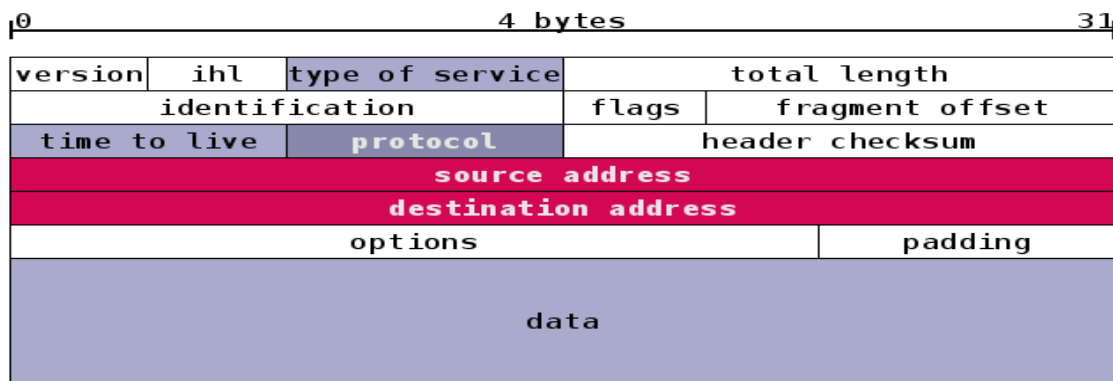 0 4 bytes 31
version ihl type of service total length
identification flags fragment offset
time to live protocol header checksum
source address
destination address
options padding
data